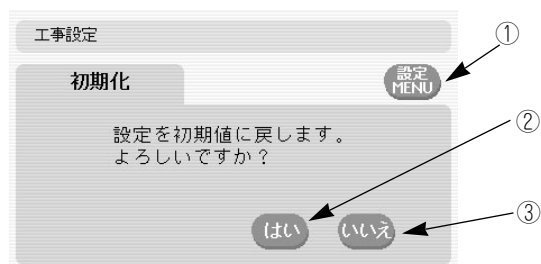 工事設定
①
初期化
設定
MENU
②
設定を初期値に戻します。
よろしいですか？
はい
いいえ
③